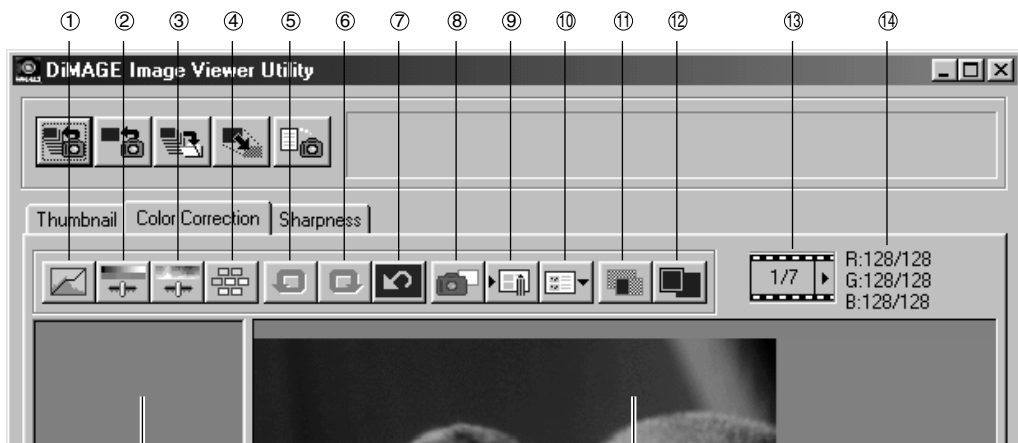 ① ② ③ ④ ⑤ ⑥ ⑦ ⑧ ⑨ ⑩ ⑪ ⑫ ⑬ ⑭
DiMAGE Image Viewer Utility
Thumbnail Color Correction Sharpness
1/7
R:128/128
G:128/128
B:128/128